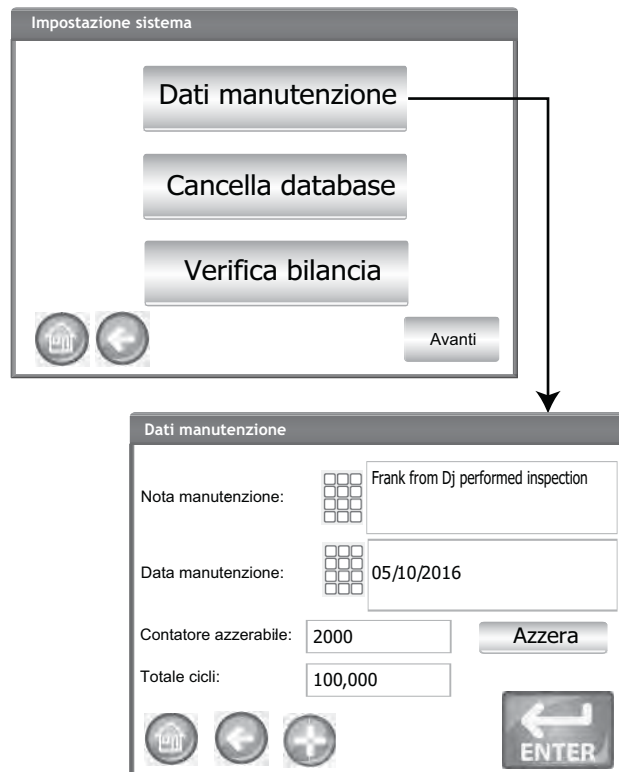 Impostazione sistema
Dati manutenzione
Cancella database
Verifica bilancia
Avanti
Dati manutenzione
Nota manutenzione:
Frank from Dj performed inspection
Data manutenzione:
05/10/2016
Contatore azzerabile:
2000
Azzera
Totale cicli:
100,000
ENTER